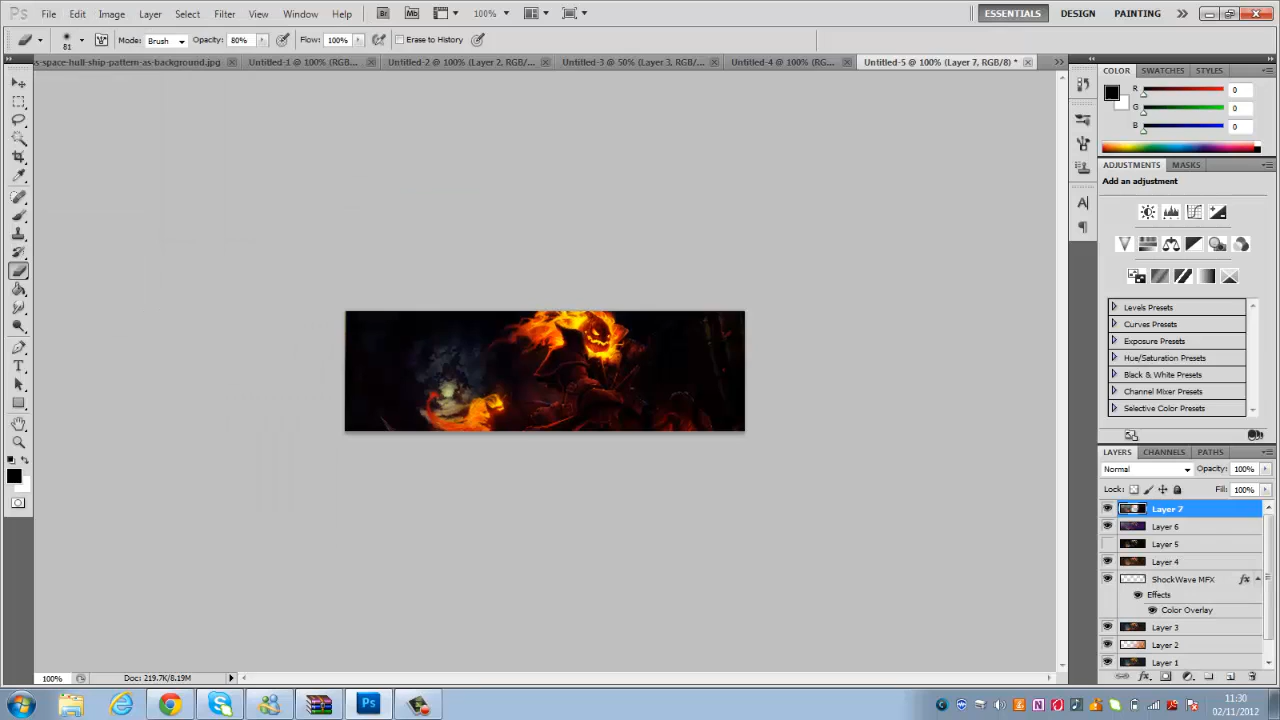 Ps File Edit Image Layer Select Filter View Window Help Br Mb 100% ESSENTIALS DESIGN PAINTING
81 Mode: Brush Opacity: 80% Flow: 100% Erase to History
s-space-hull-ship-pattern-as-background.jpg Untitled-1 @ 100% (RGB... Untitled-2 @ 100% (Layer 2, RGB/... Untitled-3 @ 50% (Layer 3, RGB/... Untitled-4 @ 100% (RG... Untitled-5 @ 100% (Layer 7, RGB/8) *
COLOR SWATCHES STYLES
R 0
G 0
B 0
ADJUSTMENTS MASKS
Add an adjustment
Levels Presets
Curves Presets
Exposure Presets
Hue/Saturation Presets
Black & White Presets
Channel Mixer Presets
Selective Color Presets
LAYERS CHANNELS PATHS
Normal Opacity: 100%
Lock: Fill: 100%
Layer 7
Layer 6
Layer 5
Layer 4
ShockWave MFX fx
Effects
Color Overlay
Layer 3
Layer 2
Layer 1
100% Doc: 219.7K/8.19M
Ps
11:30
02/11/2012